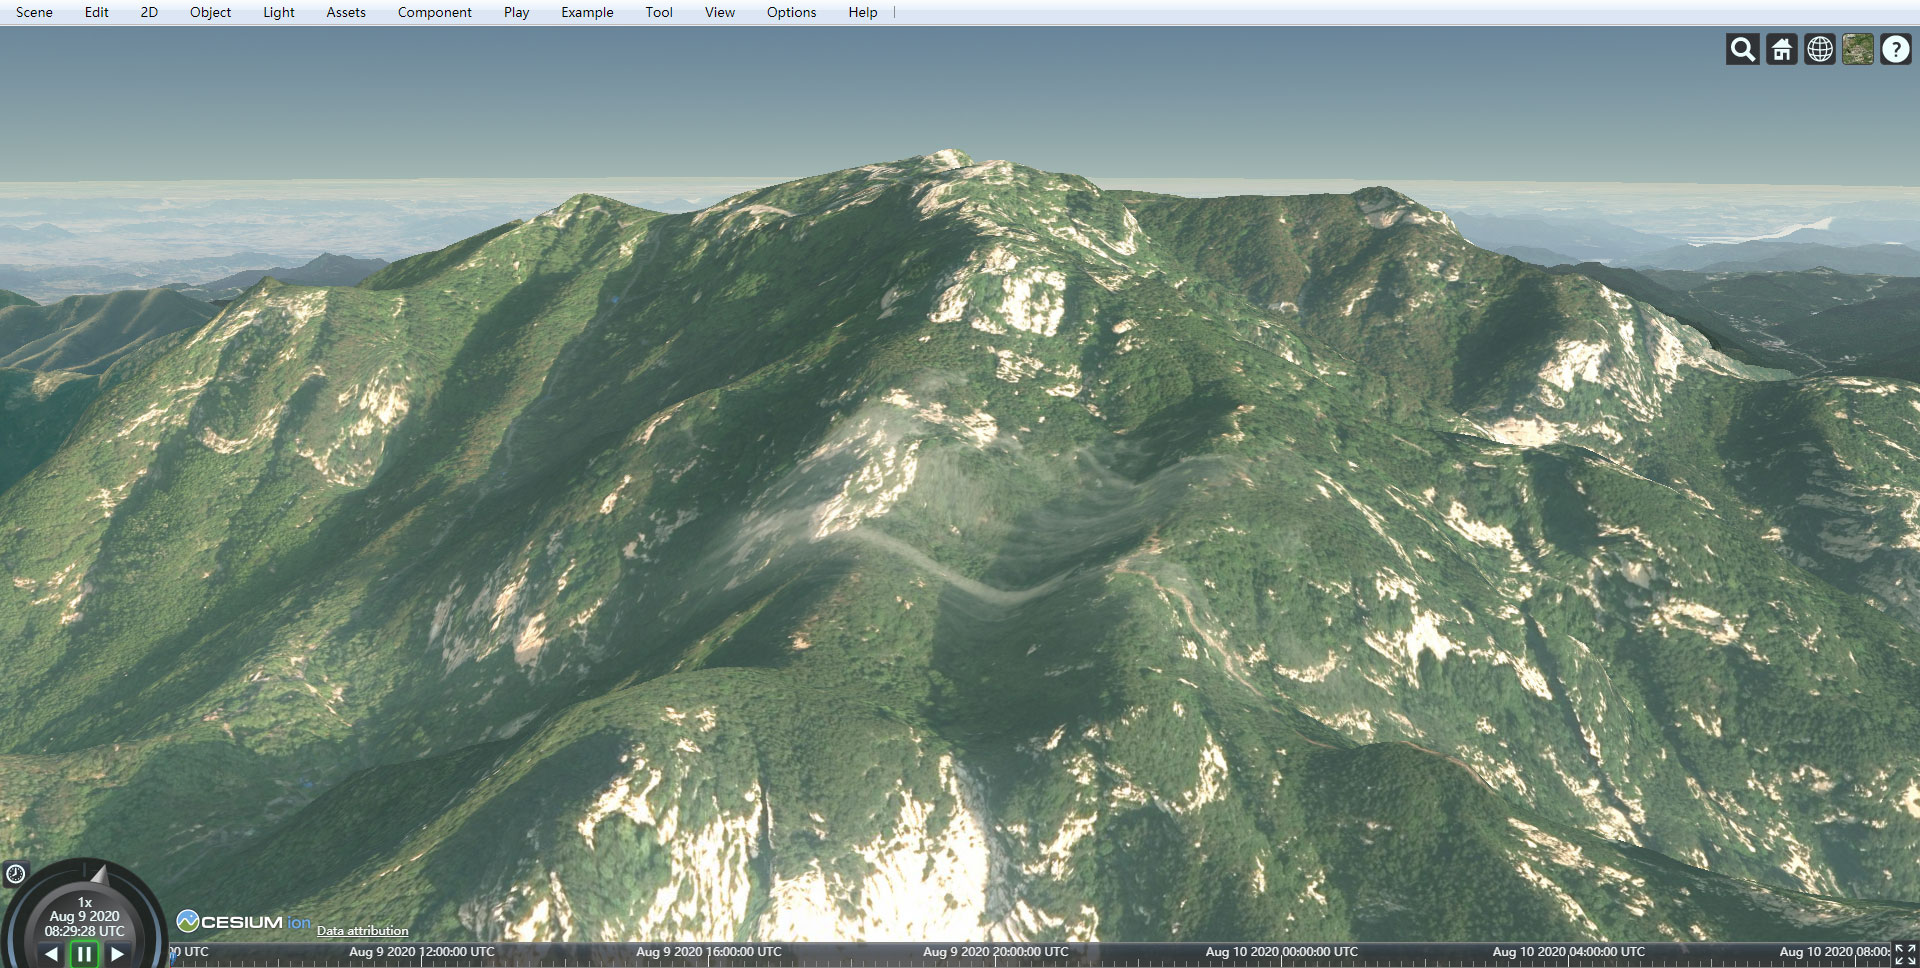 Scene Edit 2D Object Light Assets Component Play Example Tool View Options Help
?
1x
Aug 9 2020
08:29:28 UTC
CESIUM ion Data attribution
00 UTC Aug 9 2020 12:00:00 UTC Aug 9 2020 16:00:00 UTC Aug 9 2020 20:00:00 UTC Aug 10 2020 00:00:00 UTC Aug 10 2020 04:00:00 UTC Aug 10 2020 08:00: